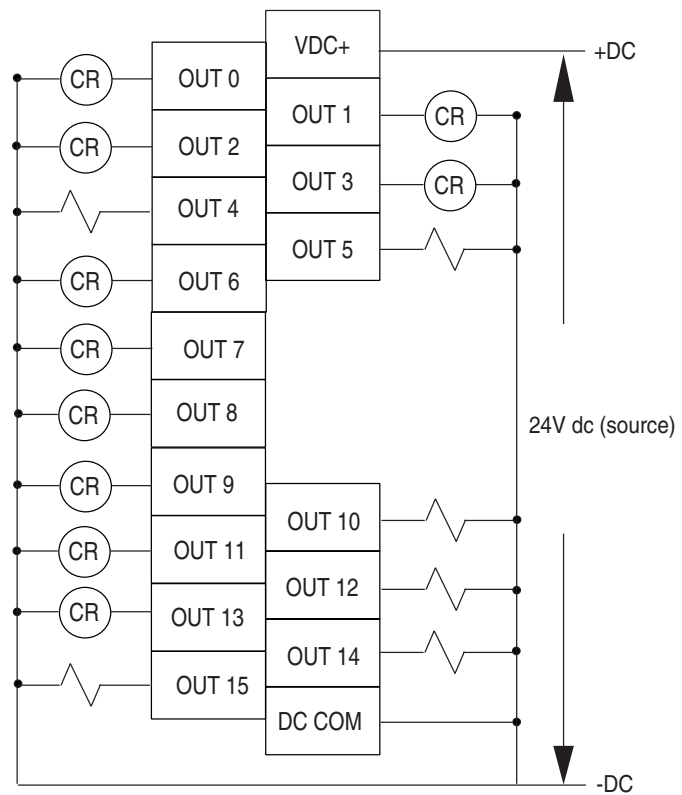 VDC+
+DC
CR
OUT 0
OUT 1
CR
CR
OUT 2
OUT 3
CR
OUT 4
OUT 5
CR
OUT 6
CR
OUT 7
CR
OUT 8
24V dc (source)
CR
OUT 9
OUT 10
CR
OUT 11
OUT 12
CR
OUT 13
OUT 14
OUT 15
DC COM
-DC